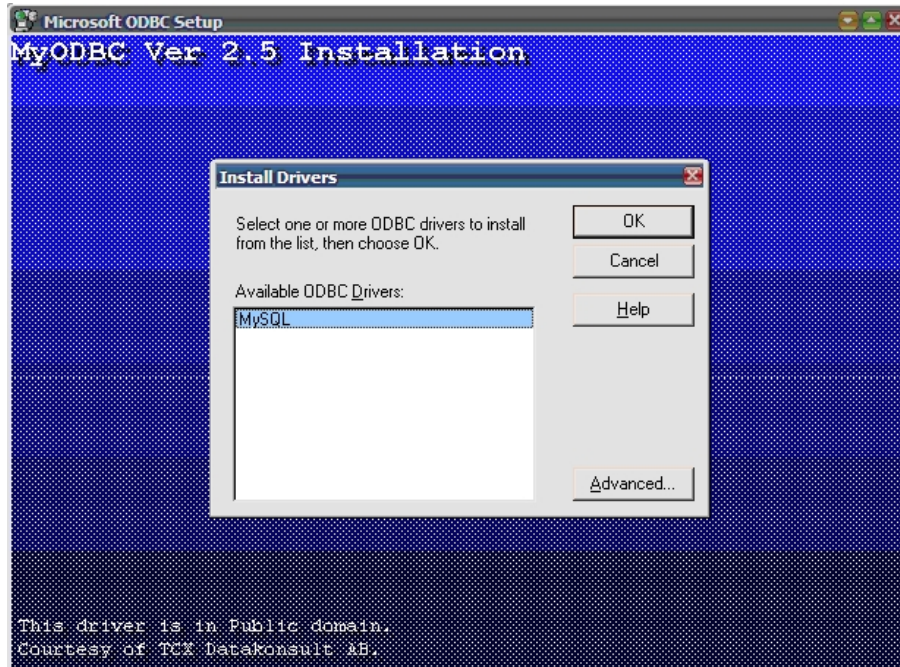 Microsoft ODBC Setup
MyODBC Ver 2.5 Installation
Install Drivers
Select one or more ODBC drivers to install
from the list, then choose OK.
OK
Cancel
Available ODBC Drivers:
Help
MySQL
Advanced...
This driver is in Public domain.
Courtesy of TCX Datakonsult AB.